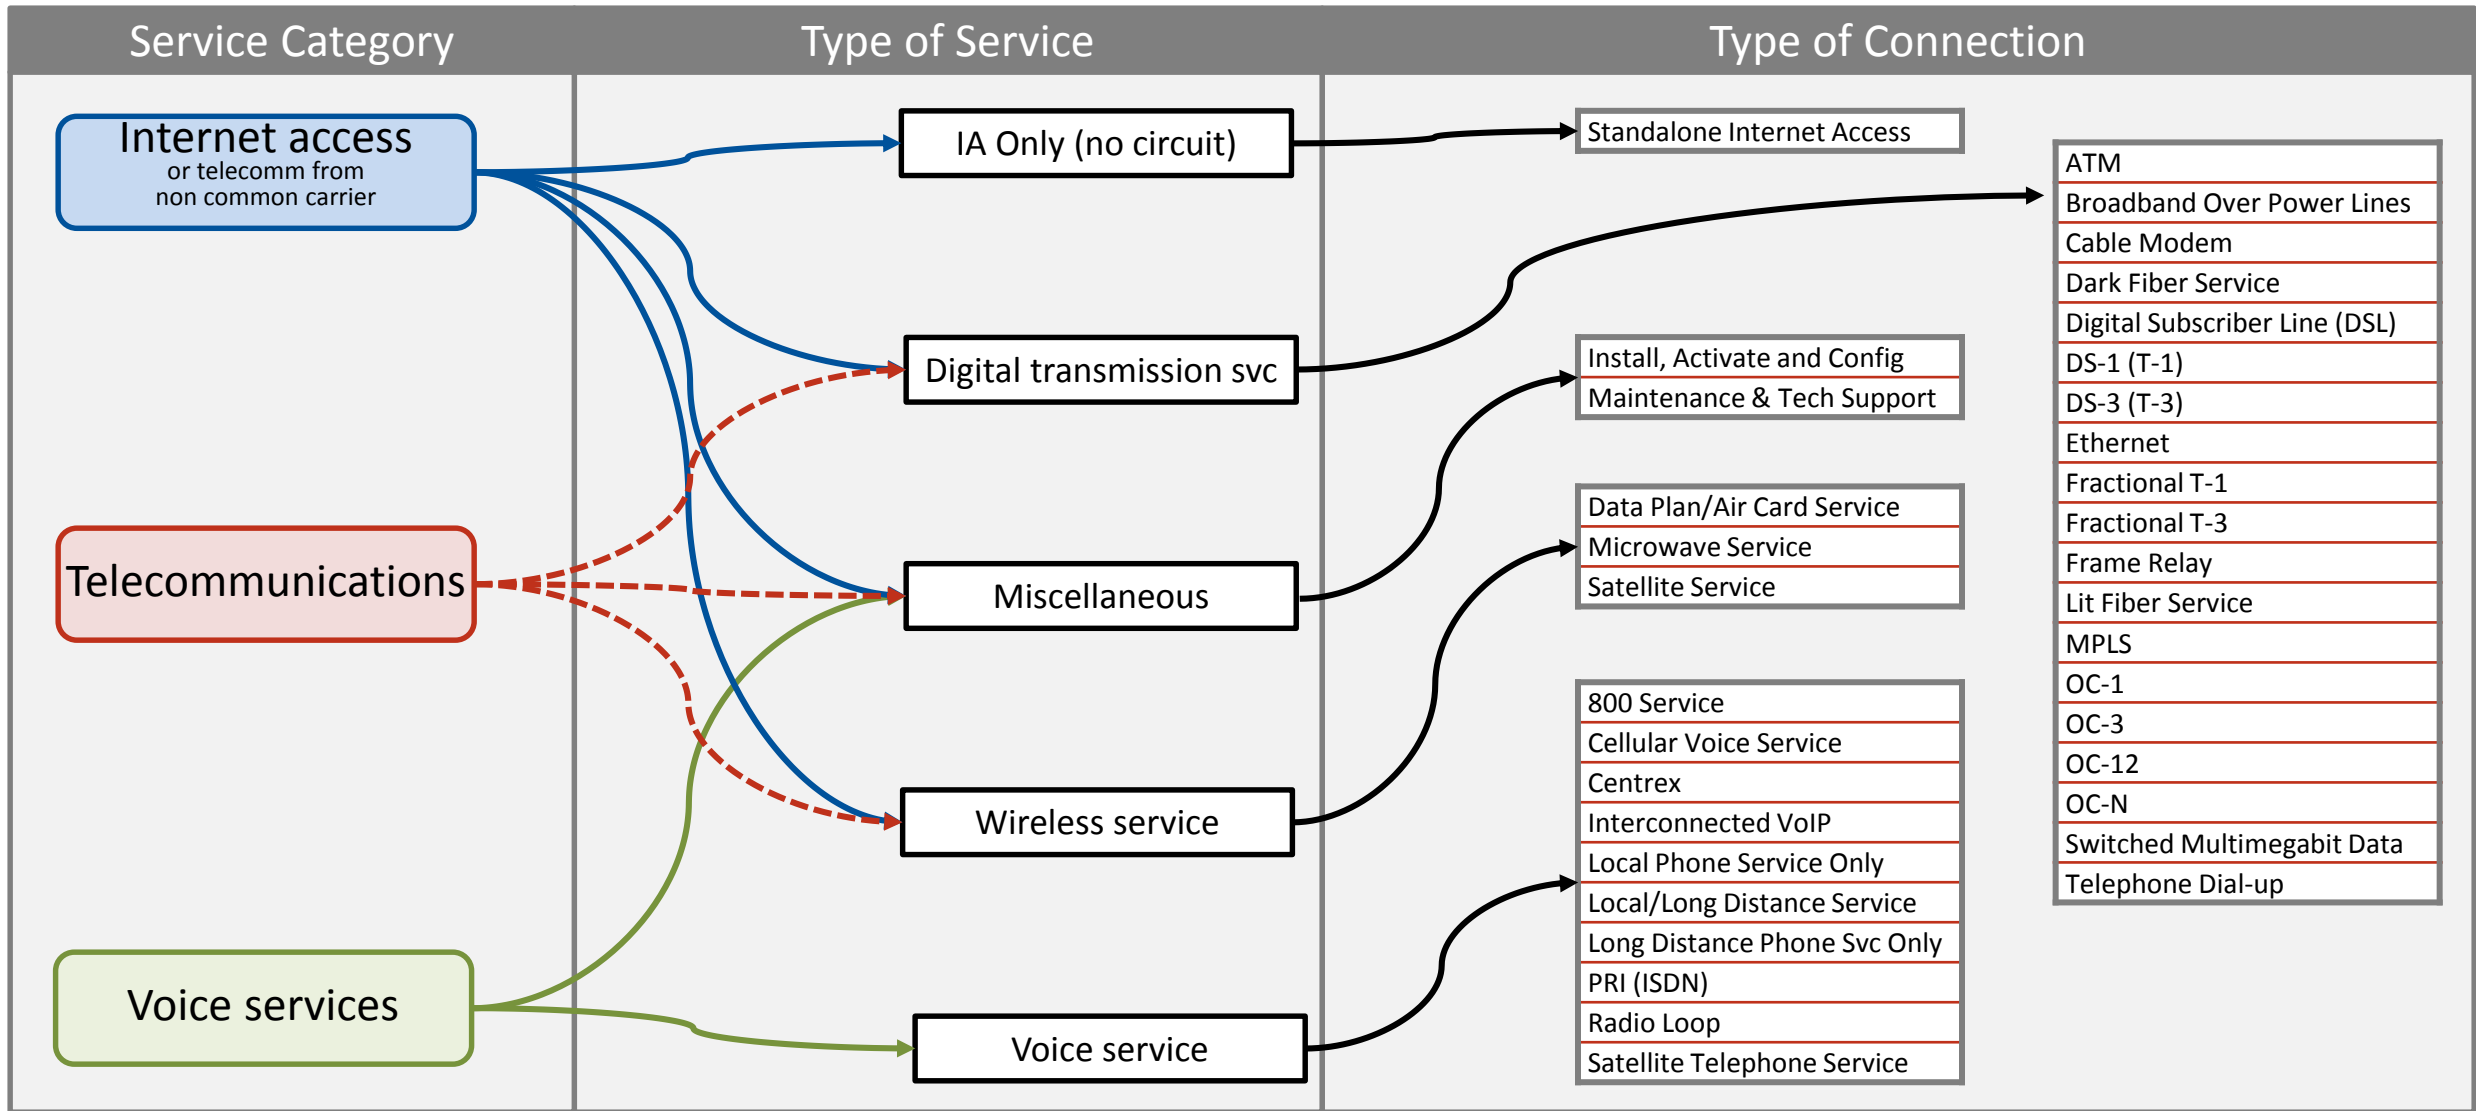 Service Category
Type of Service
Type of Connection
Internet access
or telecomm from
non common carrier
Telecommunications
Voice services
IA Only (no circuit)
Digital transmission svc
Miscellaneous
Wireless service
Voice service
Standalone Internet Access
Install, Activate and Config
Maintenance & Tech Support
Data Plan/Air Card Service
Microwave Service
Satellite Service
800 Service
Cellular Voice Service
Centrex
Interconnected VoIP
Local Phone Service Only
Local/Long Distance Service
Long Distance Phone Svc Only
PRI (ISDN)
Radio Loop
Satellite Telephone Service
ATM
Broadband Over Power Lines
Cable Modem
Dark Fiber Service
Digital Subscriber Line (DSL)
DS-1 (T-1)
DS-3 (T-3)
Ethernet
Fractional T-1
Fractional T-3
Frame Relay
Lit Fiber Service
MPLS
OC-1
OC-3
OC-12
OC-N
Switched Multimegabit Data
Telephone Dial-up